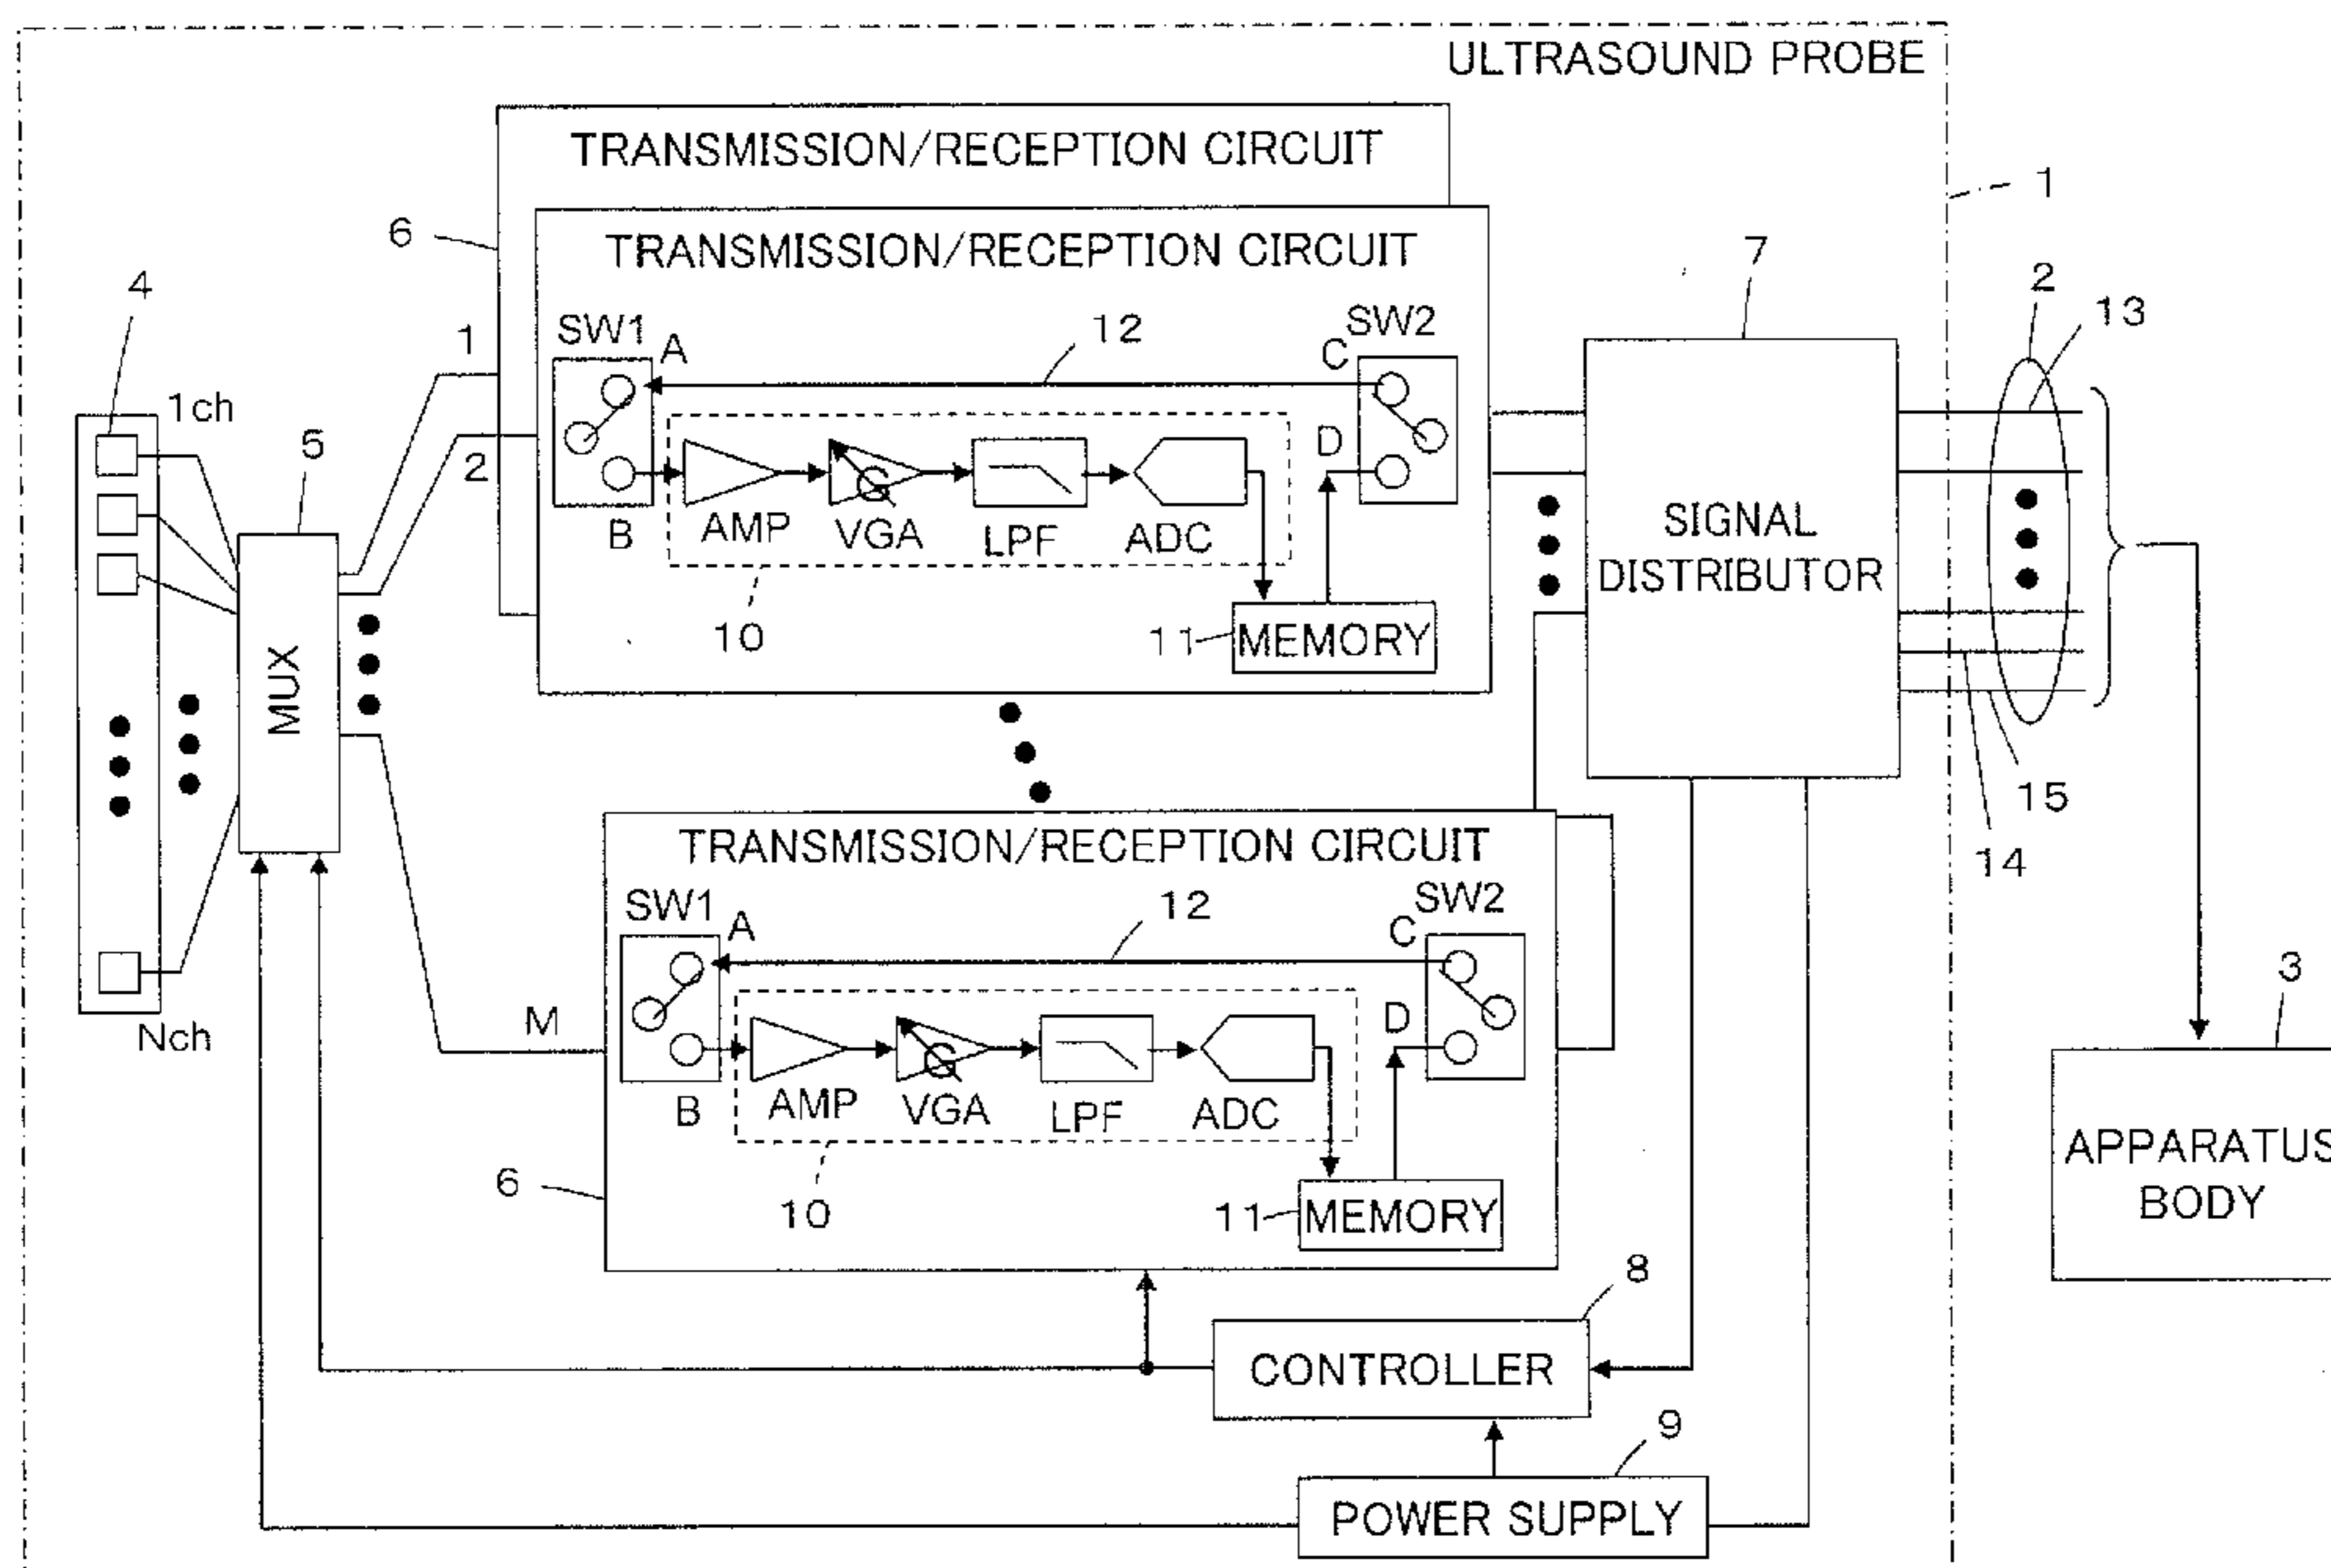 ULTRASOUND PROBE
TRANSMISSION/RECEPTION CIRCUIT
1
6
TRANSMISSION/RECEPTION CIRCUIT
7
4
2
13
1
SW1
A
12
C
SW2
1ch
5
2
B
AMP
VGA
LPF
ADC
D
SIGNAL
DISTRIBUTOR
10
11
MEMORY
MUX
15
14
TRANSMISSION/RECEPTION CIRCUIT
SW1
A
12
C
SW2
3
Nch
M
D
B
AMP
VGA
LPF
ADC
APPARATUS
BODY
6
10
11
MEMORY
8
CONTROLLER
9
POWER SUPPLY